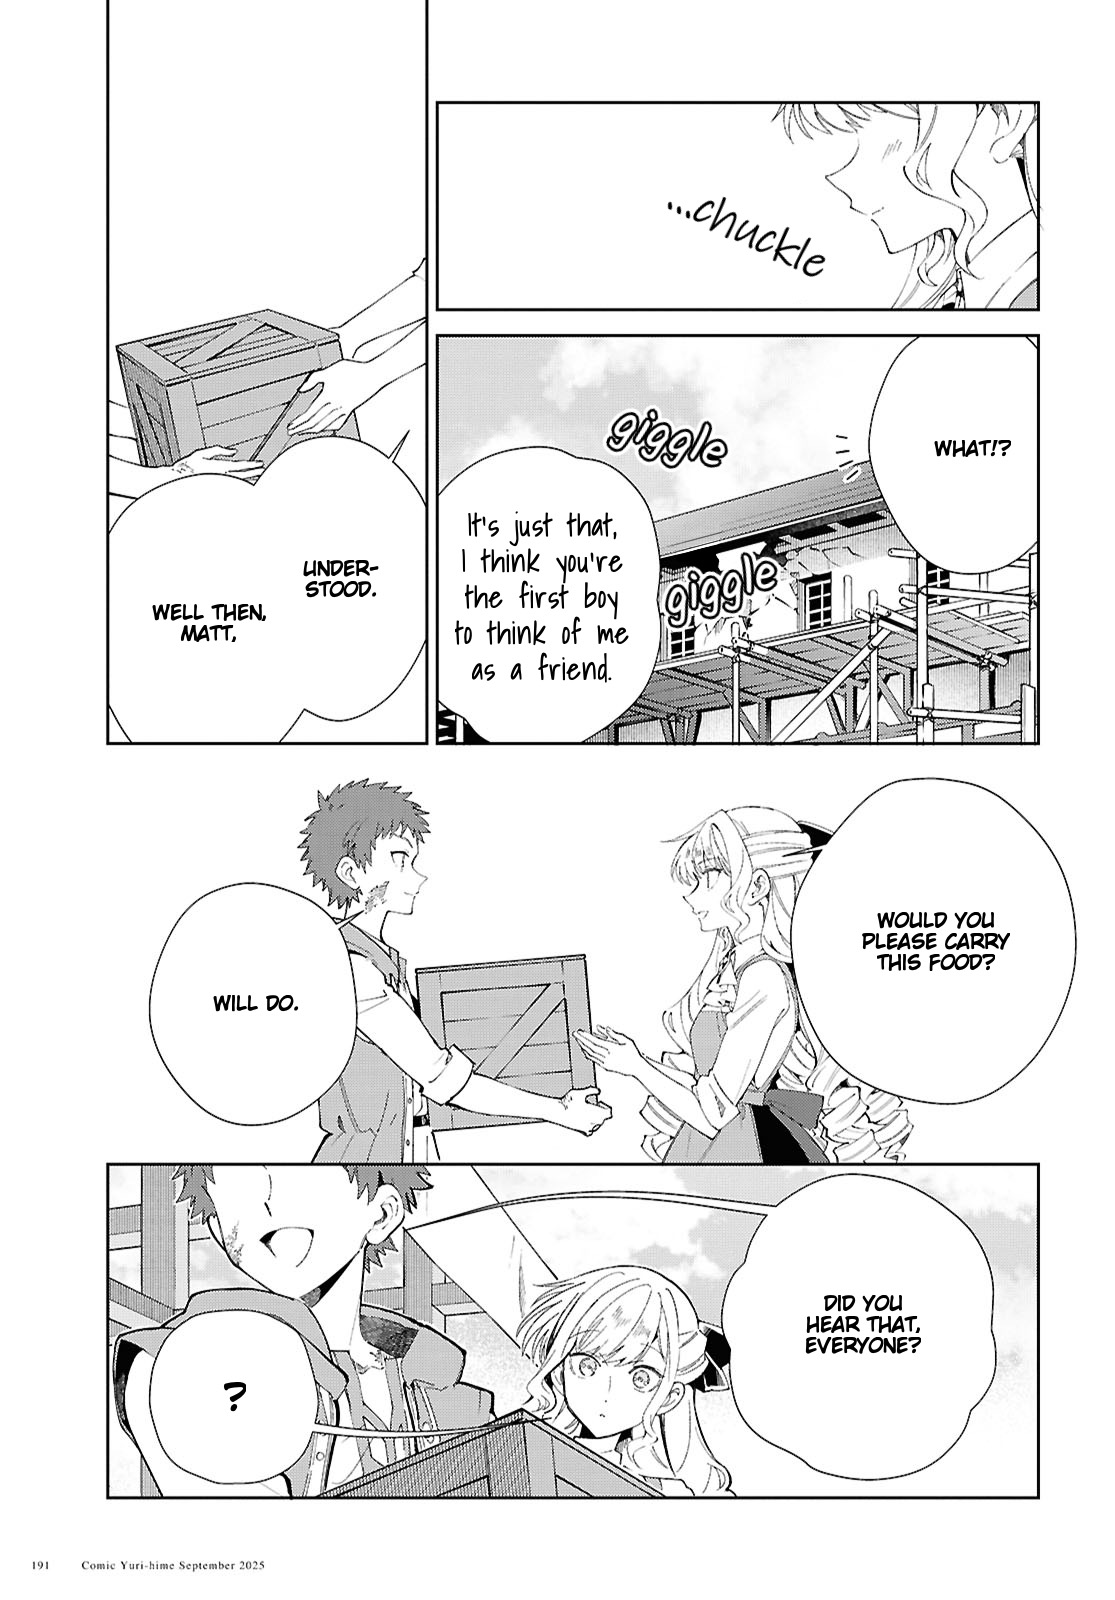 ...chuckle
WHAT!?
giggle
giggle
It's just that,
I think you're
the first boy
to think of me
as a friend.
UNDER-
STOOD.
WELL THEN,
MATT,
WOULD YOU
PLEASE CARRY
THIS FOOD?
WILL DO.
DID YOU
HEAR THAT,
EVERYONE?
?
191 Comic Yuri-hime September 2025